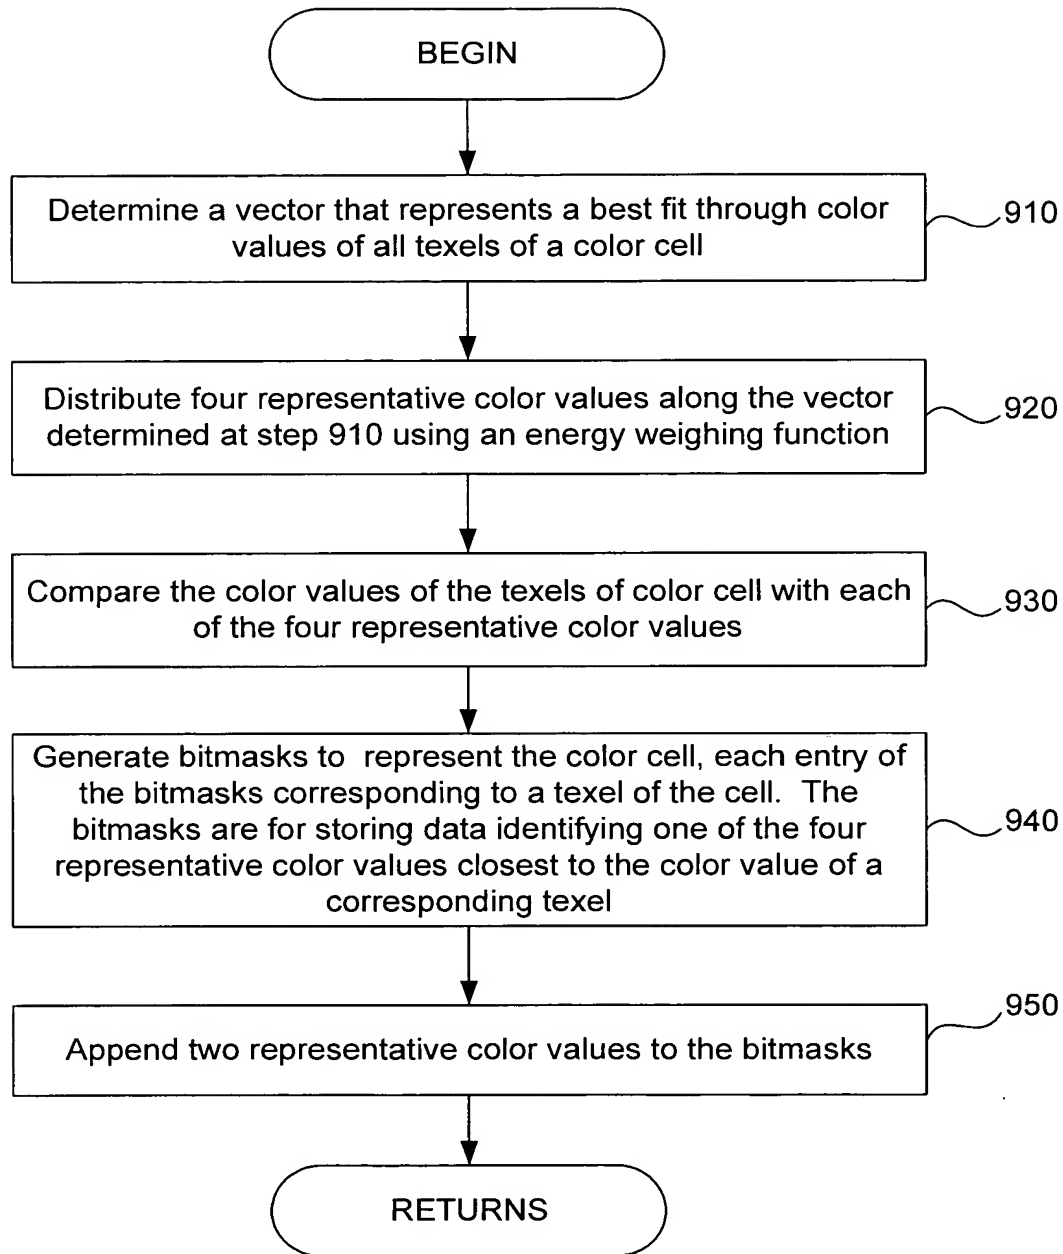 BEGIN
Determine a vector that represents a best fit through color
values of all texels of a color cell
910
Distribute four representative color values along the vector
determined at step 910 using an energy weighing function
920
Compare the color values of the texels of color cell with each
of the four representative color values
930
Generate bitmasks to represent the color cell, each entry of
the bitmasks corresponding to a texel of the cell. The
bitmasks are for storing data identifying one of the four
representative color values closest to the color value of a
corresponding texel
940
Append two representative color values to the bitmasks
950
RETURNS